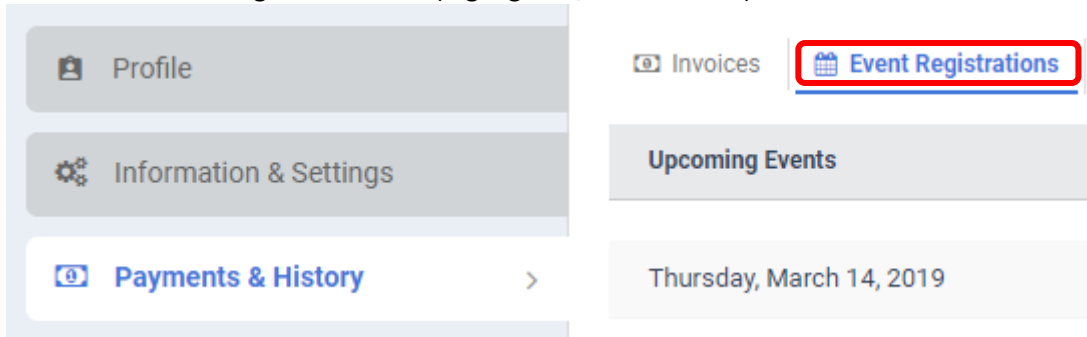 Profile
Information & Settings
Payments & History
Invoices
Event Registrations
Upcoming Events
Thursday, March 14, 2019